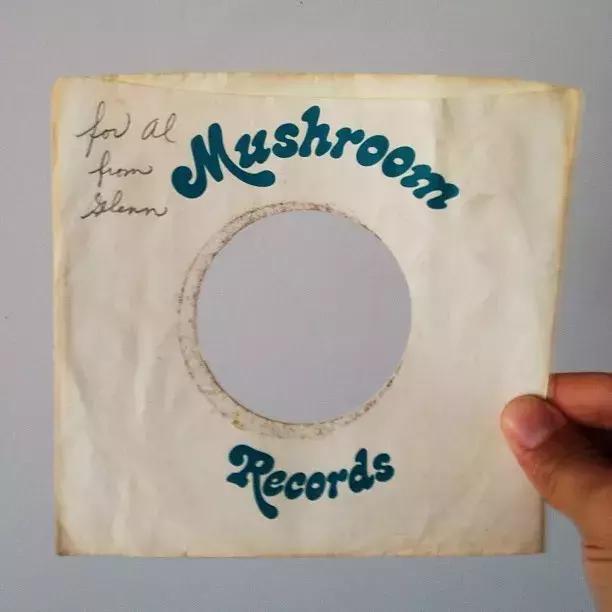 for Al
from
Glenn
Mushroom
Records